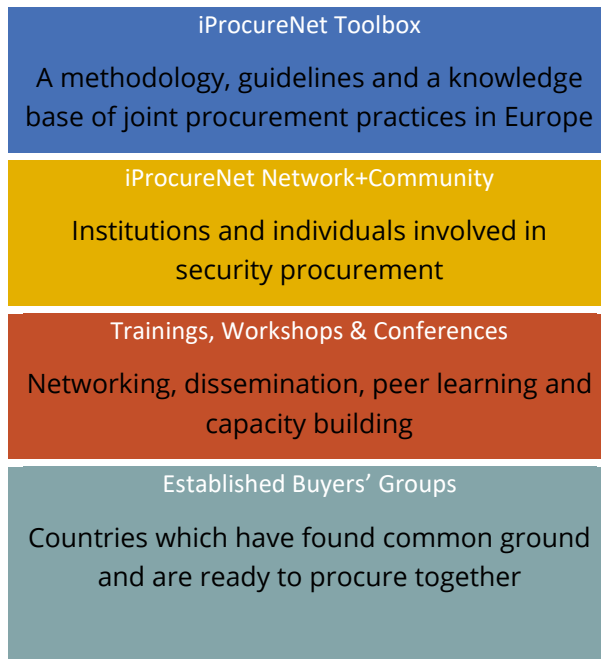 iProcureNet Toolbox
A methodology, guidelines and a knowledge
base of joint procurement practices in Europe
iProcureNet Network+Community
Institutions and individuals involved in
security procurement
Trainings, Workshops & Conferences
Networking, dissemination, peer learning and
capacity building
Established Buyers’ Groups
Countries which have found common ground
and are ready to procure together